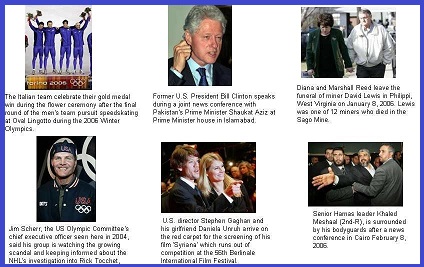 TORINO 2006
The Italian team celebrate their gold medal
win during the flower ceremony after the final
round of the men's team pursuit speedskating
at Oval Lingotto during the 2006 Winter
Olympics.
Former U.S. President Bill Clinton speaks
during a joint news conference with
Pakistan's Prime Minister Shaukat Aziz at
Prime Minister house in Islamabad.
Diana and Marshall Reed leave the
funeral of miner David Lewis in Philippi,
West Virginia on January 8, 2006. Lewis
was one of 12 miners who died in the
Sago Mine.
USA
Jim Scherr, the US Olympic Committee's
chief executive officer seen here in 2004,
said his group is watching the growing
scandal and keeping informed about the
NHL's investigation into Rick Tocchet,
U.S. director Stephen Gaghan and
his girlfriend Daniela Unruh arrive on
the red carpet for the screening of his
film 'Syriana' which runs out of
competition at the 56th Berlinale
International Film Festival.
Senior Hamas leader Khaled
Meshaal (2nd-R), is surrounded
by his bodyguards after a news
conference in Cairo February 8,
2006.